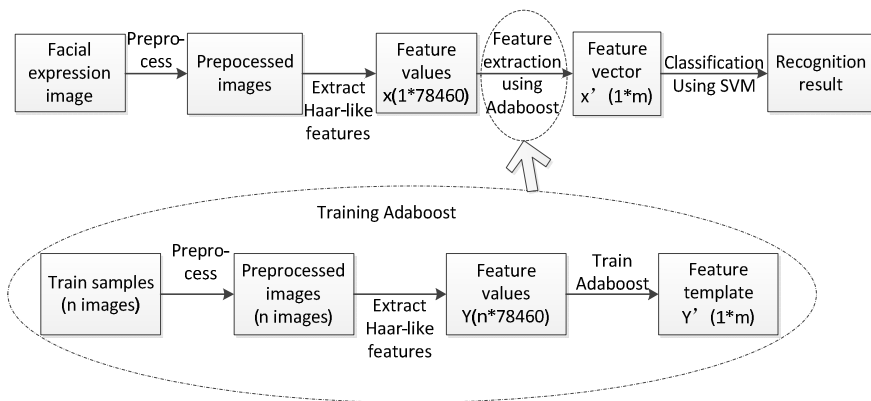 Facial
expression
image
Prepro-
cess
Prepocessed
images
Extract
Haar-like
features
Feature
values
x(1*78460)
Feature
extraction
using
Adaboost
Feature
vector
x’ (1*m)
Classification
Using SVM
Recognition
result
Training Adaboost
Train samples
(n images)
Prepro-
cess
Preprocessed
images
(n images)
Extract
Haar-like
features
Feature
values
Y(n*78460)
Train
Adaboost
Feature
template
Y’ (1*m)